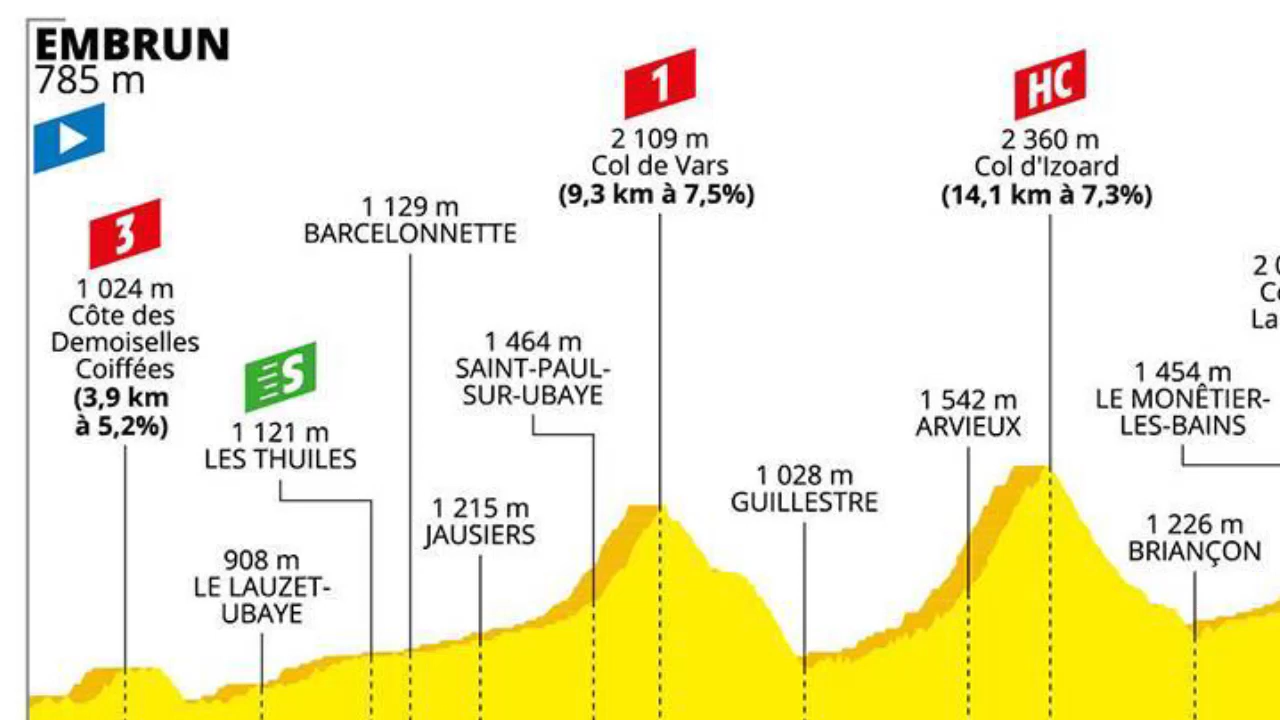 EMBRUN
785 m
3
1 024 m
Côte des
Demoiselles
Coiffées
(3,9 km
à 5,2%)
908 m
LE LAUZET-
UBAYE
S
1 121 m
LES THUILES
1 129 m
BARCELONNETTE
1 215 m
JAUSIERS
1 464 m
SAINT-PAUL-
SUR-UBAYE
1
2 109 m
Col de Vars
(9,3 km à 7,5%)
1 028 m
GUILLESTRE
1 542 m
ARVIEUX
HC
2 360 m
Col d'Izoard
(14,1 km à 7,3%)
1 226 m
BRIANÇON
1 454 m
LE MONÊTIER-
LES-BAINS